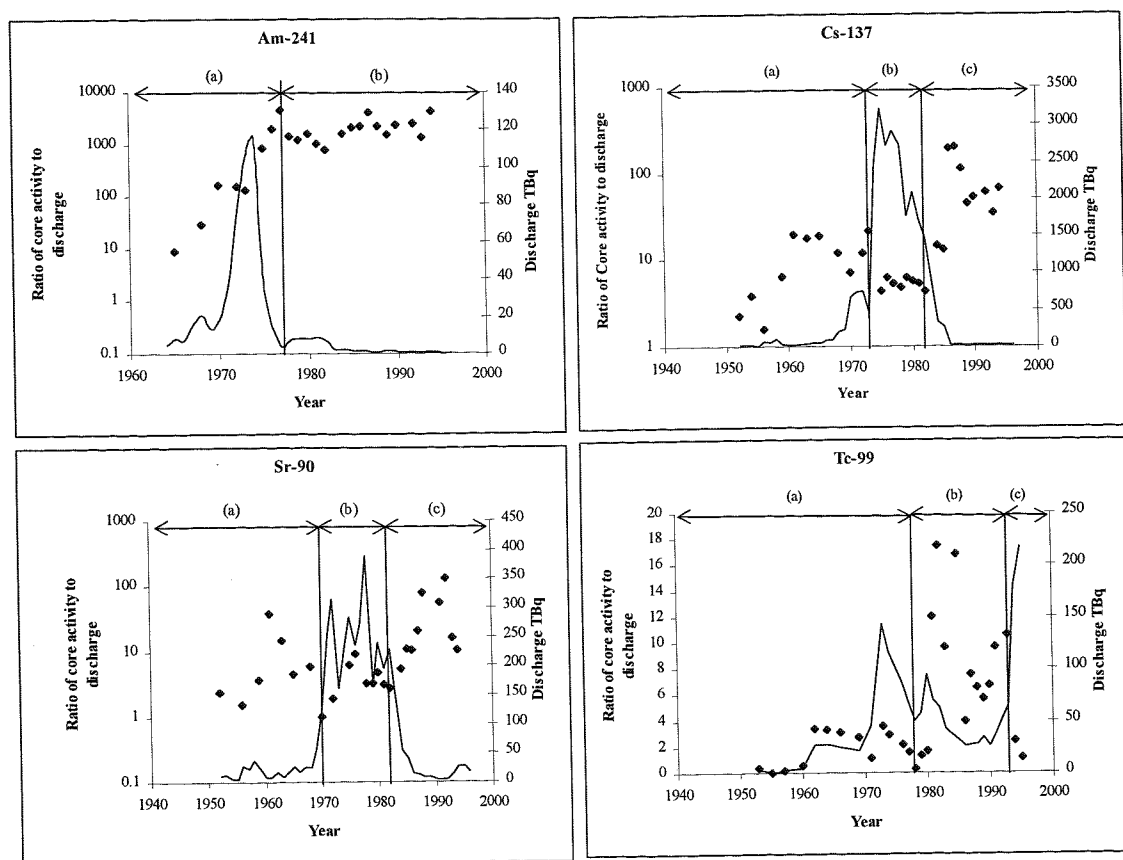 Am-241
(a) (b)
Ratio of core activity to
discharge
10000
1000
100
10
1
0.1
140
120
100
80
60
40
20
0
Discharge TBq
1960 1970 1980 1990 2000
Year
Cs-137
(a) (b) (c)
Ratio of Core activity to discharge
1000
100
10
1
3500
3000
2500
2000
1500
1000
500
0
Discharge TBq
1940 1950 1960 1970 1980 1990 2000
Year
Sr-90
(a) (b) (c)
Ratio of core activity to
discharge
1000
100
10
1
0.1
450
400
350
300
250
200
150
100
50
0
Discharge TBq
1940 1950 1960 1970 1980 1990 2000
Year
Tc-99
(a) (b) (c)
Ratio of core activity to
discharge
20
18
16
14
12
10
8
6
4
2
0
250
200
150
100
50
0
Discharge TBq
1940 1950 1960 1970 1980 1990 2000
Year